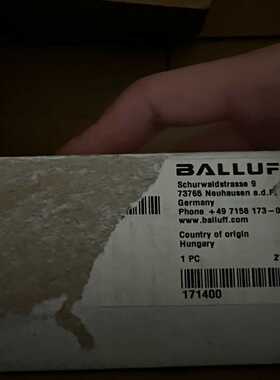 BALLUFF
Schurwaldstrasse 9
73765 Neuhausen a.d.F.
Germany
Phone +49 7158 173-0
www.balluff.com
Country of origin
Hungary
1 PC
171400